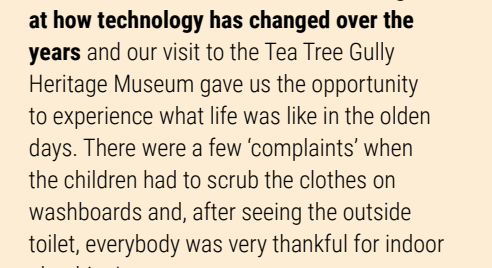 at how technology has changed over the
years and our visit to the Tea Tree Gully
Heritage Museum gave us the opportunity
to experience what life was like in the olden
days. There were a few ‘complaints’ when
the children had to scrub the clothes on
washboards and, after seeing the outside
toilet, everybody was very thankful for indoor